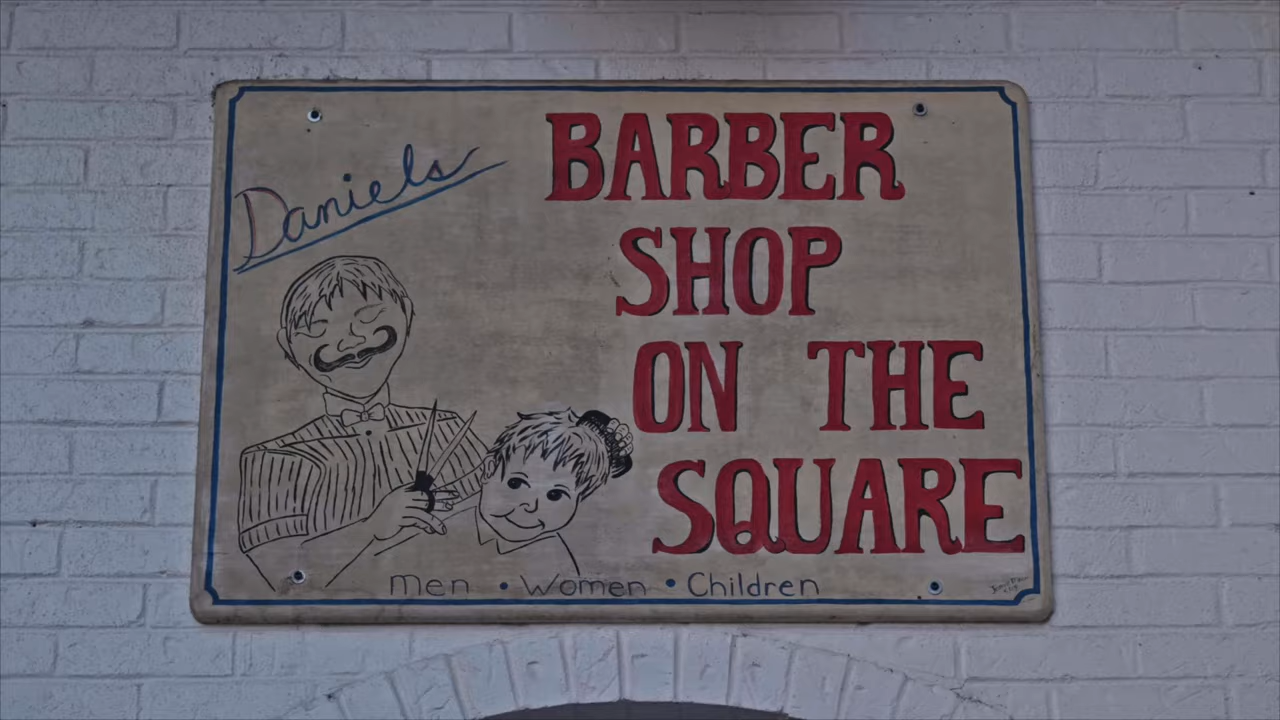 Daniels
BARBER
SHOP
ON THE
SQUARE
Men • Women • Children